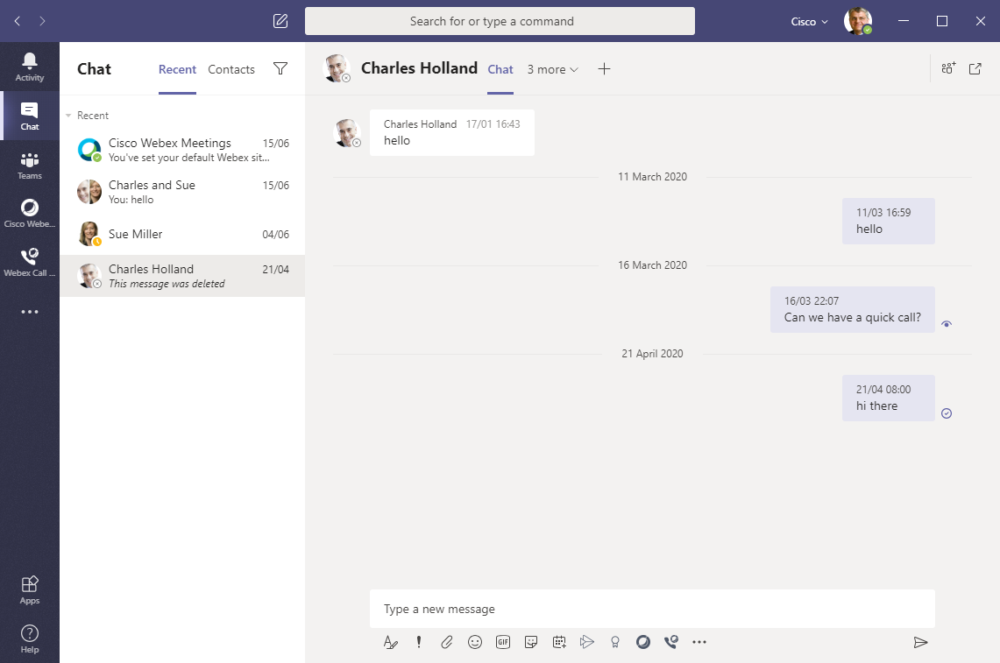 Search for or type a command
Cisco
Activity
Chat
Teams
Cisco Webe...
Webex Call ...
Apps
Help
Chat
Recent
Contacts
Recent
Cisco Webex Meetings
15/06
You've set your default Webex sit...
Charles and Sue
15/06
You: hello
Sue Miller
04/06
Charles Holland
21/04
This message was deleted
Charles Holland
Chat
3 more
Charles Holland 17/01 16:43
hello
11 March 2020
11/03 16:59
hello
16 March 2020
16/03 22:07
Can we have a quick call?
21 April 2020
21/04 08:00
hi there
Type a new message
GIF